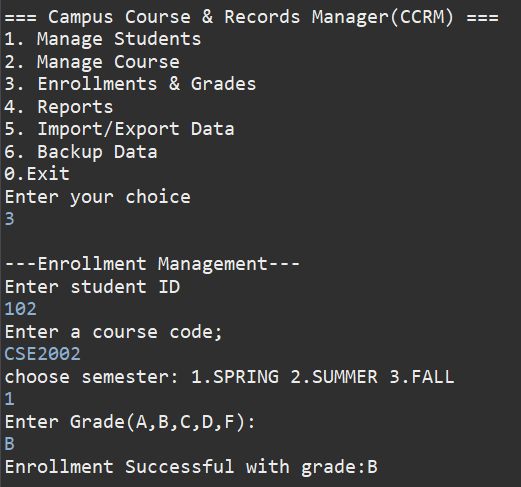 === Campus Course & Records Manager(CCRM) ===
1. Manage Students
2. Manage Course
3. Enrollments & Grades
4. Reports
5. Import/Export Data
6. Backup Data
0.Exit
Enter your choice
3
---Enrollment Management---
Enter student ID
102
Enter a course code;
CSE2002
choose semester: 1.SPRING 2.SUMMER 3.FALL
1
Enter Grade(A,B,C,D,F):
B
Enrollment Successful with grade:B